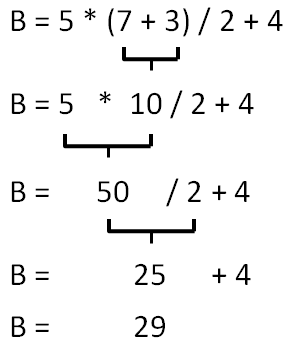 B = 5 * (7 + 3) / 2 + 4
B = 5 * 10 / 2 + 4
B = 50 / 2 + 4
B = 25 + 4
B = 29